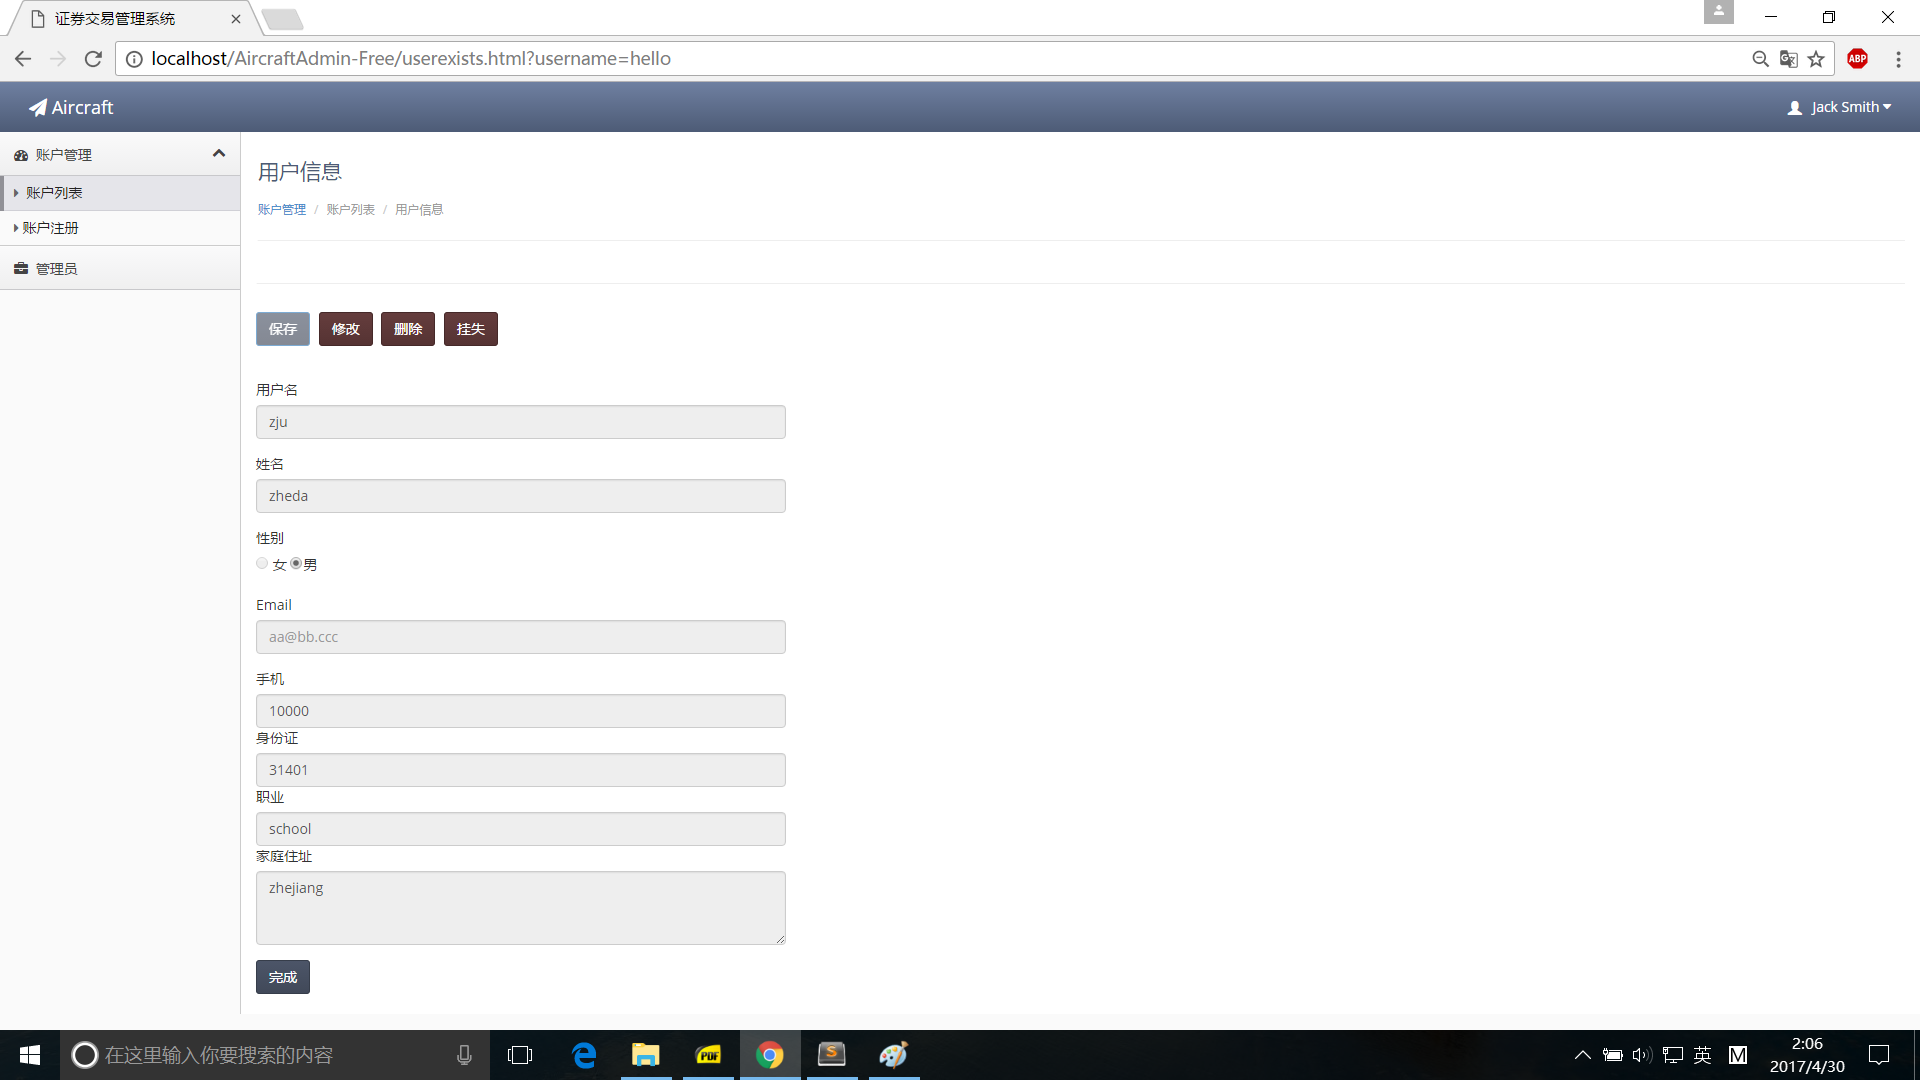 证券交易管理系统
localhost/AircraftAdmin-Free/userexists.html?username=hello
ABP
Aircraft
Jack Smith
账户管理
账户列表
账户注册
管理员
用户信息
账户管理 / 账户列表 / 用户信息
保存 修改 删除 挂失
用户名
zju
姓名
zheda
性别
女 男
Email
aa@bb.ccc
手机
10000
身份证
31401
职业
school
家庭住址
zhejiang
完成
在这里输入你要搜索的内容
PDF
S
英
M
2:06
2017/4/30